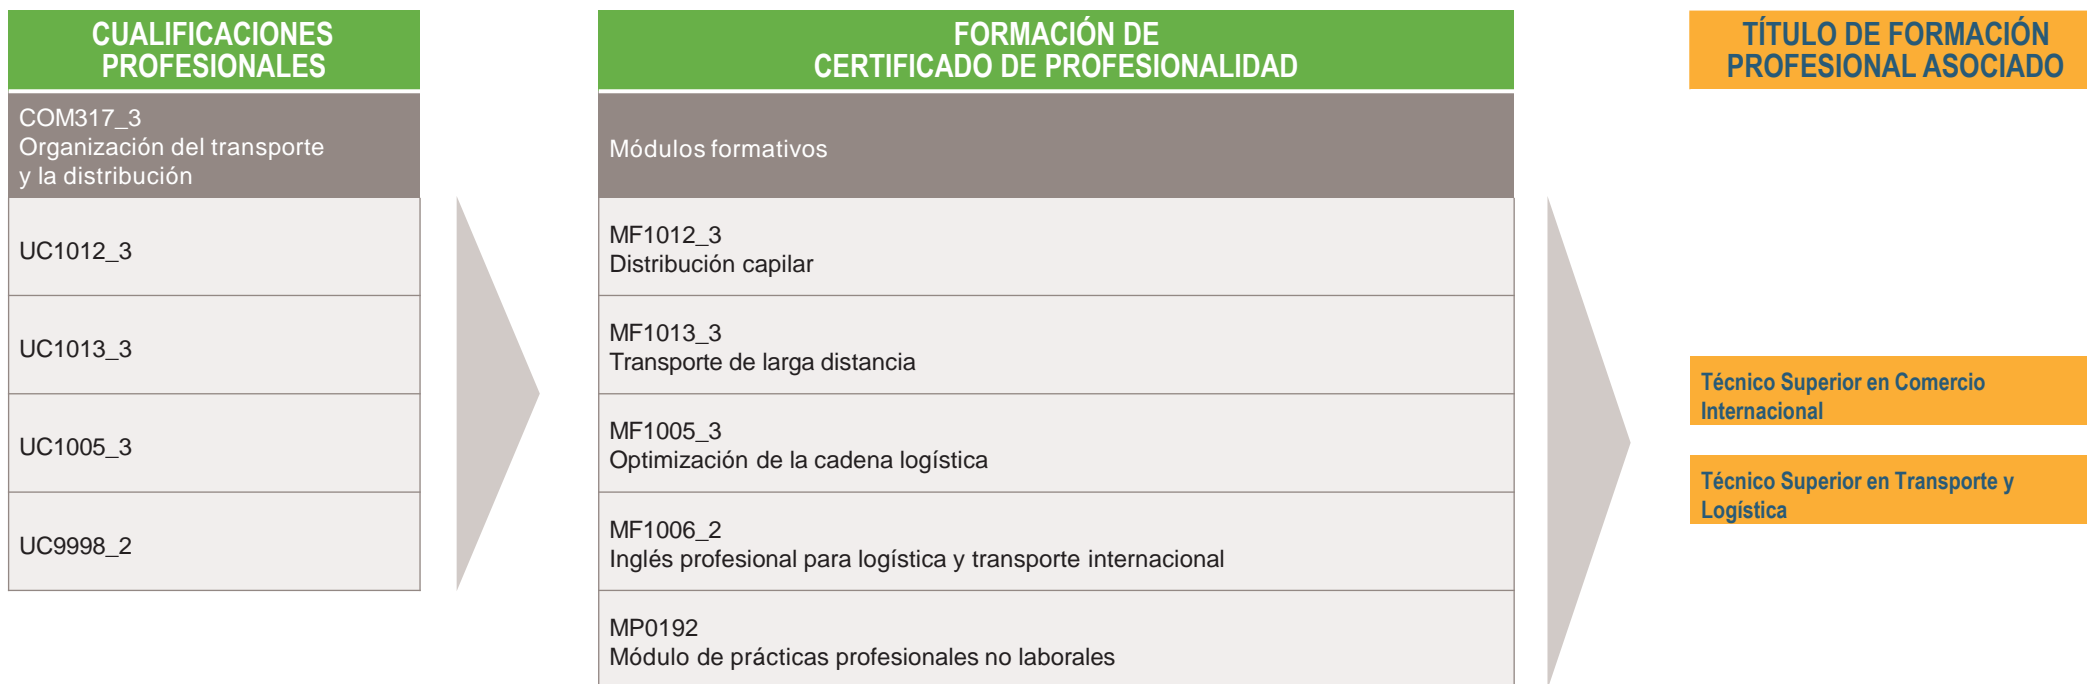 CUALIFICACIONES
PROFESIONALES
COM317_3
Organización del transporte
y la distribución
UC1012_3
UC1013_3
UC1005_3
UC9998_2
FORMACIÓN DE
CERTIFICADO DE PROFESIONALIDAD
Módulos formativos
MF1012_3
Distribución capilar
MF1013_3
Transporte de larga distancia
MF1005_3
Optimización de la cadena logística
MF1006_2
Inglés profesional para logística y transporte internacional
MP0192
Módulo de prácticas profesionales no laborales
TÍTULO DE FORMACIÓN
PROFESIONAL ASOCIADO
Técnico Superior en Comercio
Internacional
Técnico Superior en Transporte y
Logística